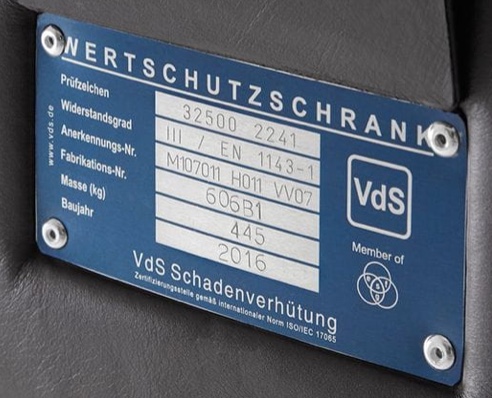 WERTSCHUTZSCHRANK
Prüfzeichen 32500 2241
Widerstandsgrad III / EN 1143-1
Anerkennungs-Nr. M107011 H011 VV07
Fabrikations-Nr. 606B1
Masse (kg) 445
Baujahr 2016
www.vds.de
VdS
Member of
VdS Schadenverhütung
Zertifizierungsstelle gemäß internationaler Norm ISO/IEC 17065